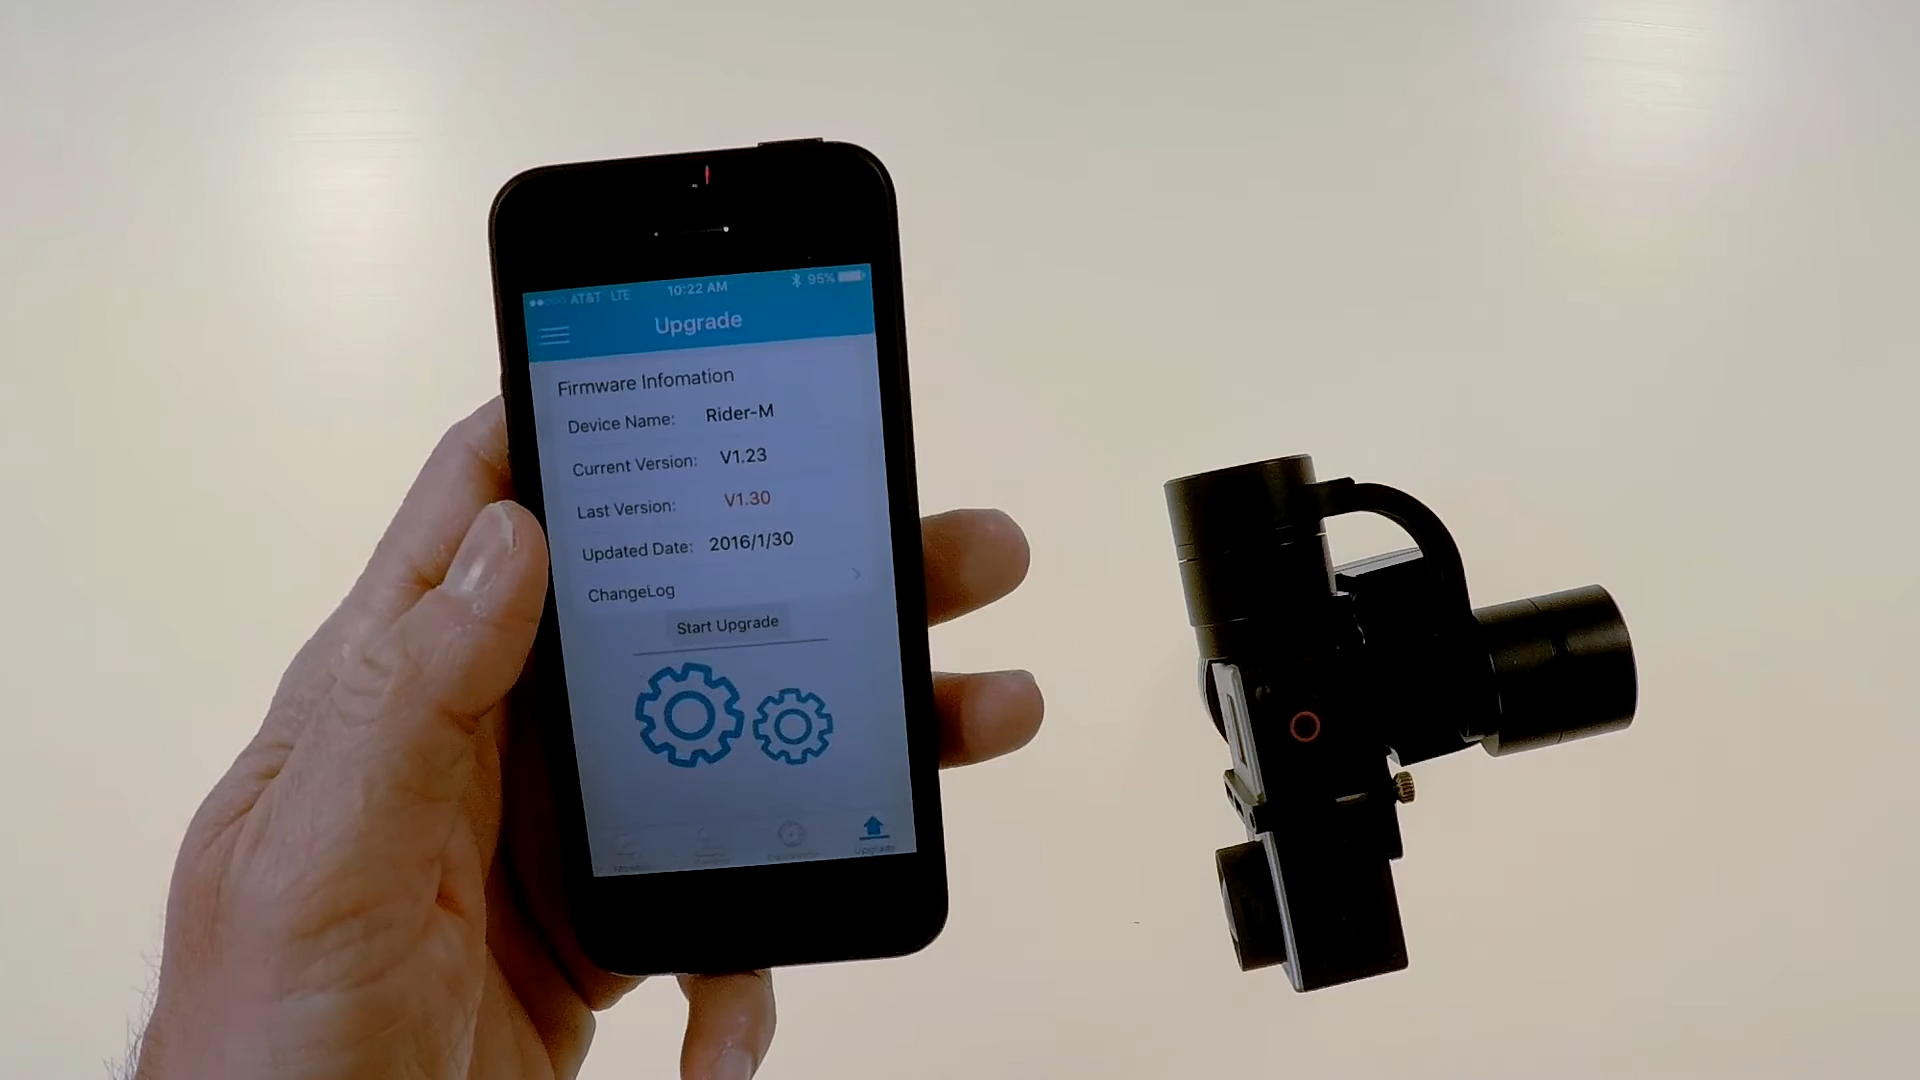 AT&T LTE 10:22 AM 95%
Upgrade
Firmware Infomation
Device Name: Rider-M
Current Version: V1.23
Last Version: V1.30
Updated Date: 2016/1/30
ChangeLog
Start Upgrade
Upgrade